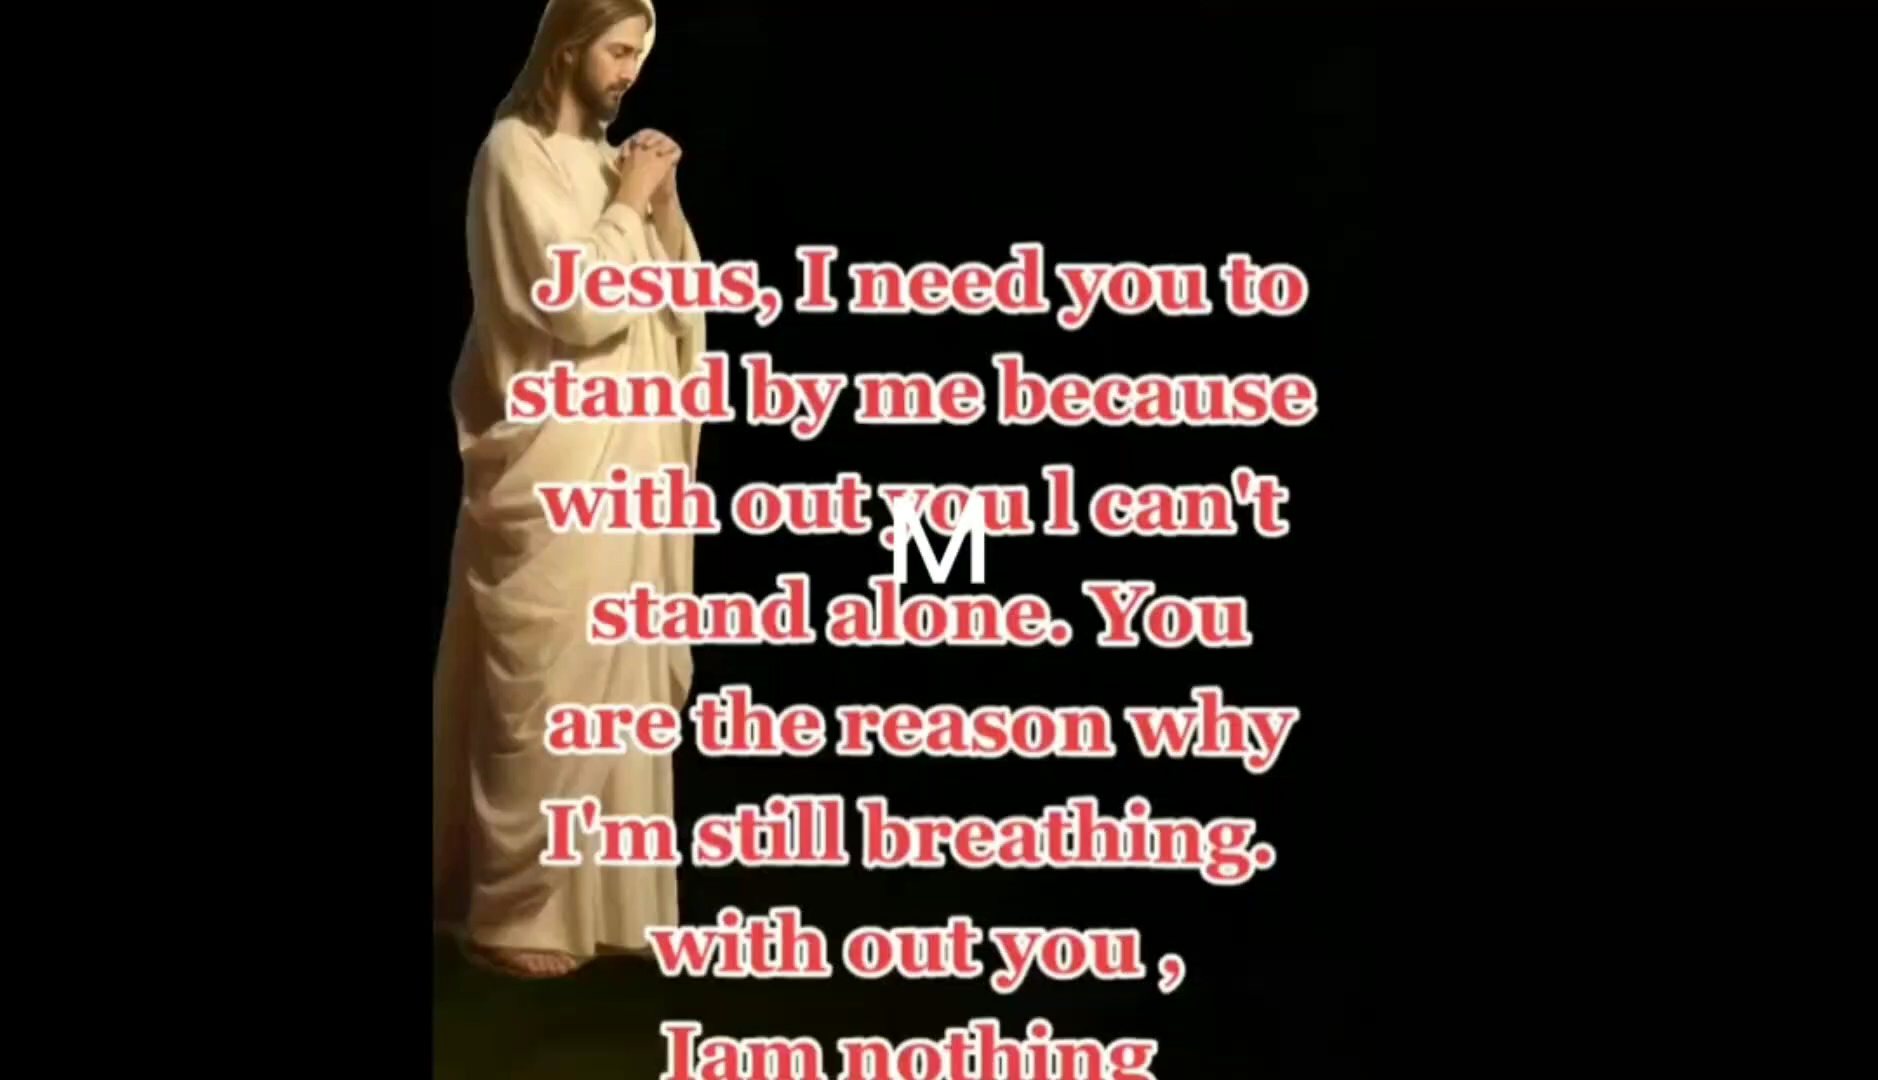 Jesus, I need you to
stand by me because
with out you l can't
M
stand alone. You
are the reason why
I'm still breathing.
with out you ,
Iam nothing